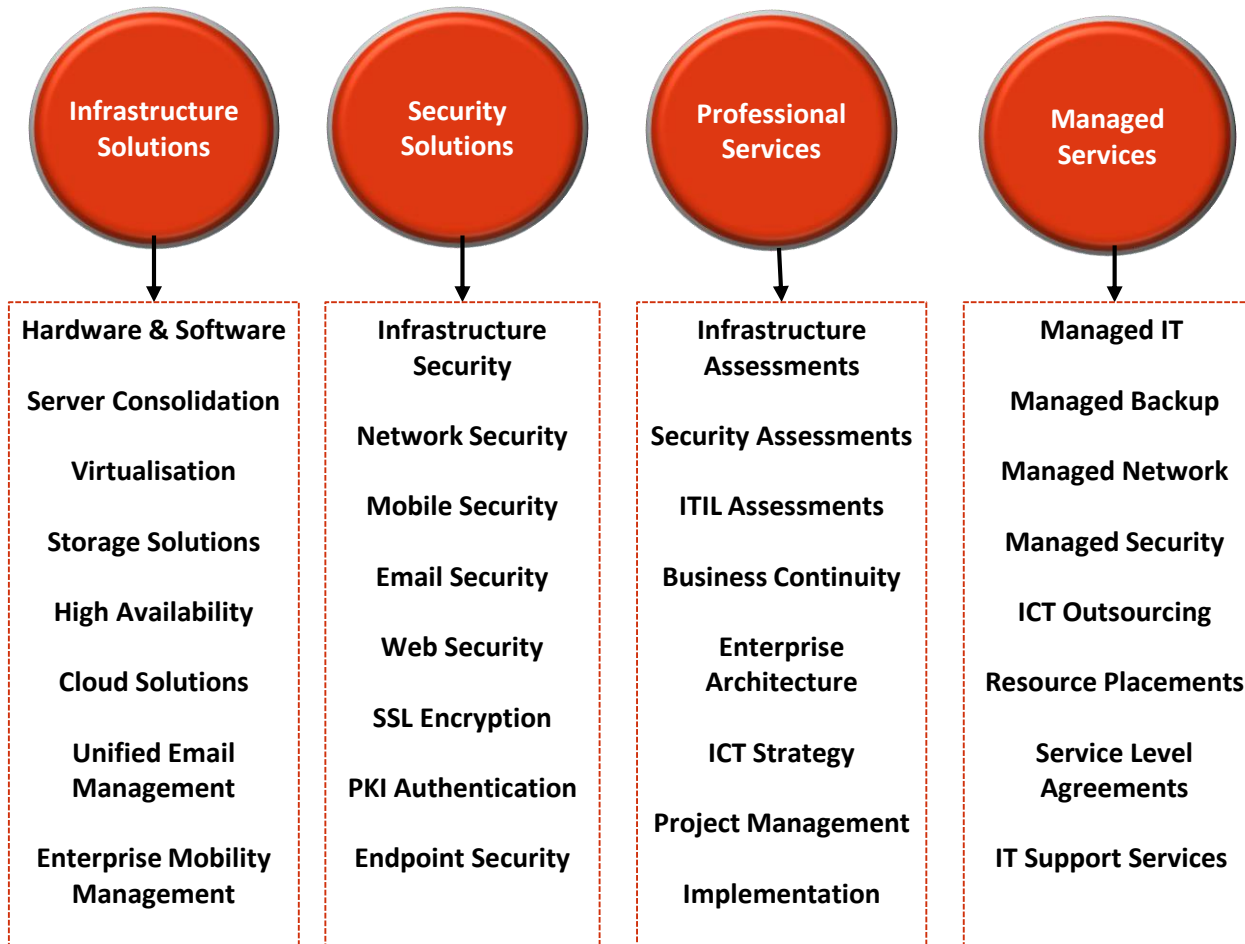 Infrastructure
Solutions
Security
Solutions
Professional
Services
Managed
Services
Hardware & Software
Server Consolidation
Virtualisation
Storage Solutions
High Availability
Cloud Solutions
Unified Email
Management
Enterprise Mobility
Management
Infrastructure
Security
Network Security
Mobile Security
Email Security
Web Security
SSL Encryption
PKI Authentication
Endpoint Security
Infrastructure
Assessments
Security Assessments
ITIL Assessments
Business Continuity
Enterprise
Architecture
ICT Strategy
Project Management
Implementation
Managed IT
Managed Backup
Managed Network
Managed Security
ICT Outsourcing
Resource Placements
Service Level
Agreements
IT Support Services